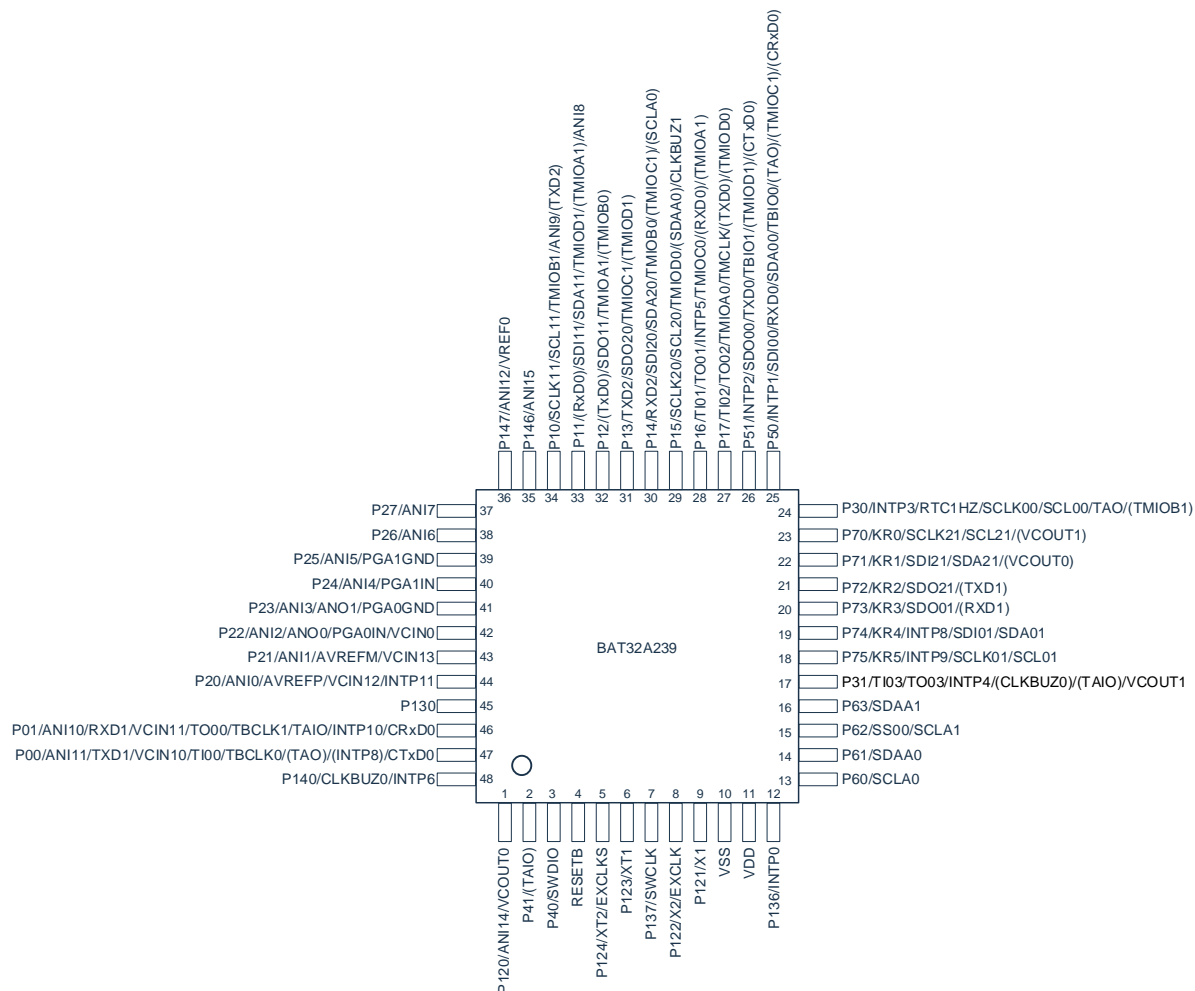 P147/ANI12/VREF0
P146/ANI15
P10/SCLK11/SCL11/TMIOB1/ANI9/(TXD2)
P11/(RxD0)/SDI11/SDA11/TMIOD1/(TMIOA1)/ANI8
P12/(TxD0)/SDO11/TMIOA1/(TMIOB0)
P13/TXD2/SDO20/TMIOC1/(TMIOD1)
P14/RXD2/SDI20/SDA20/TMIOB0/(TMIOC1)/(SCLA0)
P15/SCLK20/SCL20/TMIOD0/(SDAA0)/CLKBUZ1
P16/TI01/TO01/INTP5/TMIOC0/(RXD0)/(TMIOA1)
P17/TI02/TO02/TMIOA0/TMCLK/(TXD0)/(TMIOD0)
P51/INTP2/SDO00/TXD0/TBIO1/(TMIOD1)/(CTxD0)
P50/INTP1/SDI00/RXD0/SDA00/TBIO0/(TAO)/(TMIOC1)/(CRxD0)
36 35 34 33 32 31 30 29 28 27 26 25
P27/ANI7 37
P26/ANI6 38
P25/ANI5/PGA1GND 39
P24/ANI4/PGA1IN 40
P23/ANI3/ANO1/PGA0GND 41
P22/ANI2/ANO0/PGA0IN/VCIN0 42
P21/ANI1/AVREFM/VCIN13 43
P20/ANI0/AVREFP/VCIN12/INTP11 44
P130 45
P01/ANI10/RXD1/VCIN11/TO00/TBCLK1/TAIO/INTP10/CRxD0 46
P00/ANI11/TXD1/VCIN10/TI00/TBCLK0/(TAO)/(INTP8)/CTxD0 47
P140/CLKBUZ0/INTP6 48
BAT32A239
24 P30/INTP3/RTC1HZ/SCLK00/SCL00/TAO/(TMIOB1)
23 P70/KR0/SCLK21/SCL21/(VCOUT1)
22 P71/KR1/SDI21/SDA21/(VCOUT0)
21 P72/KR2/SDO21/(TXD1)
20 P73/KR3/SDO01/(RXD1)
19 P74/KR4/INTP8/SDI01/SDA01
18 P75/KR5/INTP9/SCLK01/SCL01
17 P31/TI03/TO03/INTP4/(CLKBUZ0)/(TAIO)/VCOUT1
16 P63/SDAA1
15 P62/SS00/SCLA1
14 P61/SDAA0
13 P60/SCLA0
1 2 3 4 5 6 7 8 9 10 11 12
P120/ANI14/VCOUT0
P41/(TAIO)
P40/SWDIO
RESETB
P124/XT2/EXCLKS
P123/XT1
P137/SWCLK
P122/X2/EXCLK
P121/X1
VSS
VDD
P136/INTP0